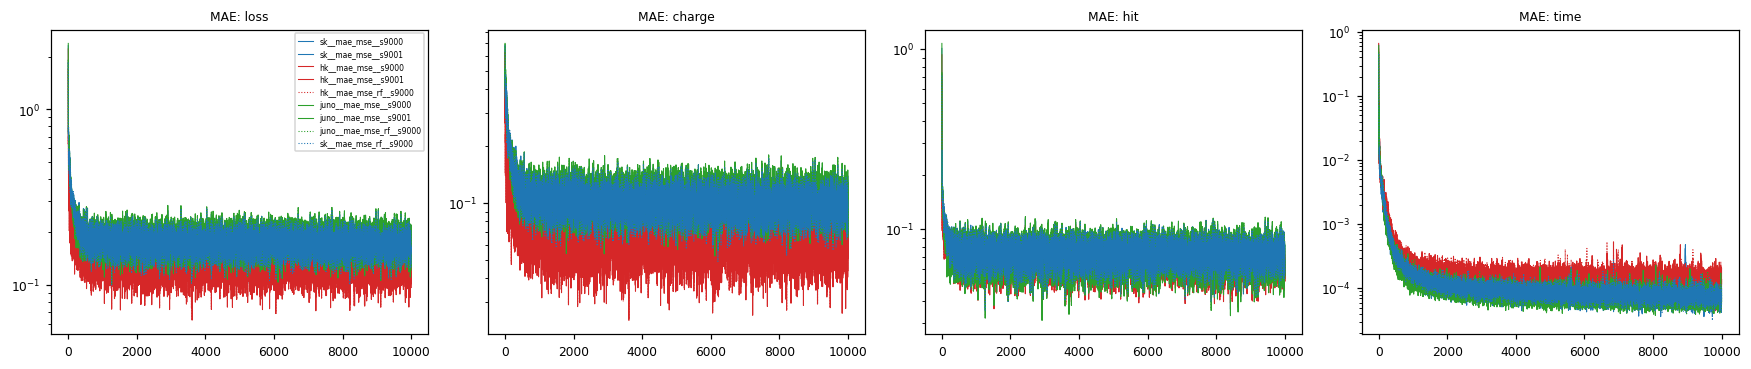 MAE: loss
10⁰
10⁻¹
0 2000 4000 6000 8000 10000
sk__mae_mse__s9000
sk__mae_mse__s9001
hk__mae_mse__s9000
hk__mae_mse__s9001
hk__mae_mse_rf__s9000
juno__mae_mse__s9000
juno__mae_mse__s9001
juno__mae_mse_rf__s9000
sk__mae_mse_rf__s9000
MAE: charge
10⁻¹
0 2000 4000 6000 8000 10000
MAE: hit
10⁰
10⁻¹
0 2000 4000 6000 8000 10000
MAE: time
10⁰
10⁻¹
10⁻²
10⁻³
10⁻⁴
0 2000 4000 6000 8000 10000